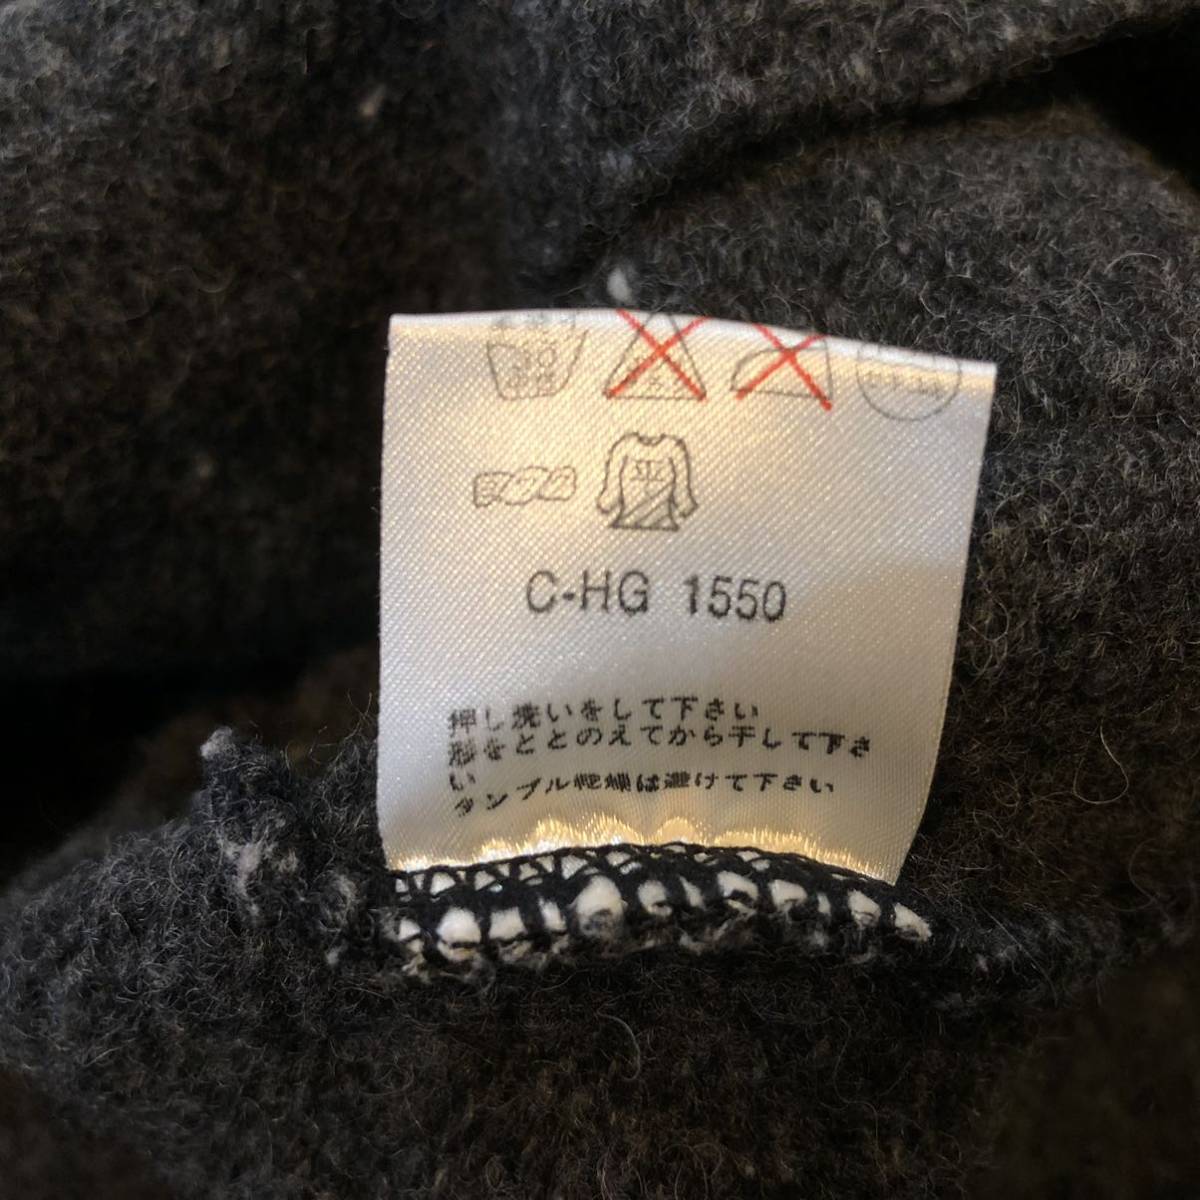 30
平
C-HG 1550
押し洗いをして下さい
形をととのえてから干して下さ
い
タンブル乾燥は避けて下さい